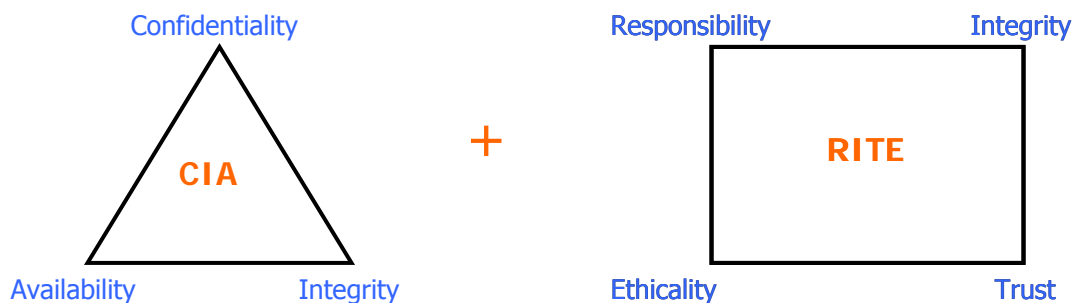 Confidentiality
CIA
Availability
Integrity
+
Responsibility
Integrity
RITE
Ethicality
Trust